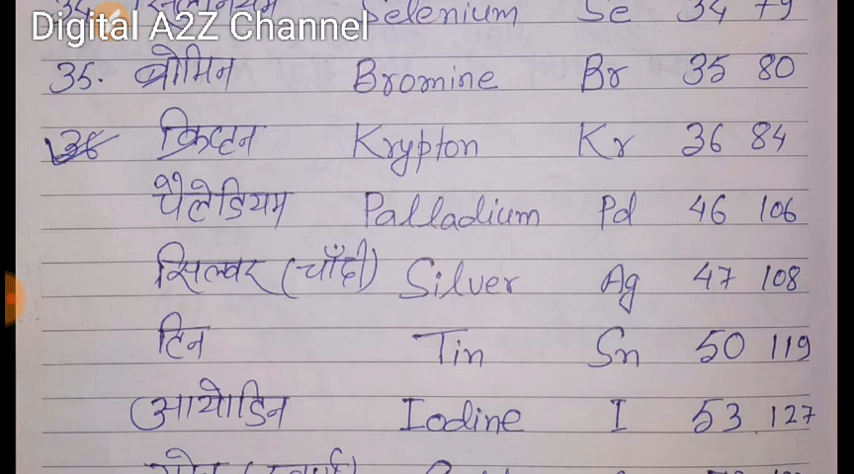 Selenium Se 34 79
Digital A2Z Channel
35. ब्रोमिन Bromine Br 35 80
36 क्रिप्टन Krypton Kr 36 84
पैलेडियम Palladium Pd 46 106
सिल्वर (चाँदी) Silver Ag 47 108
टिन Tin Sn 50 119
आयोडिन Iodine I 53 127